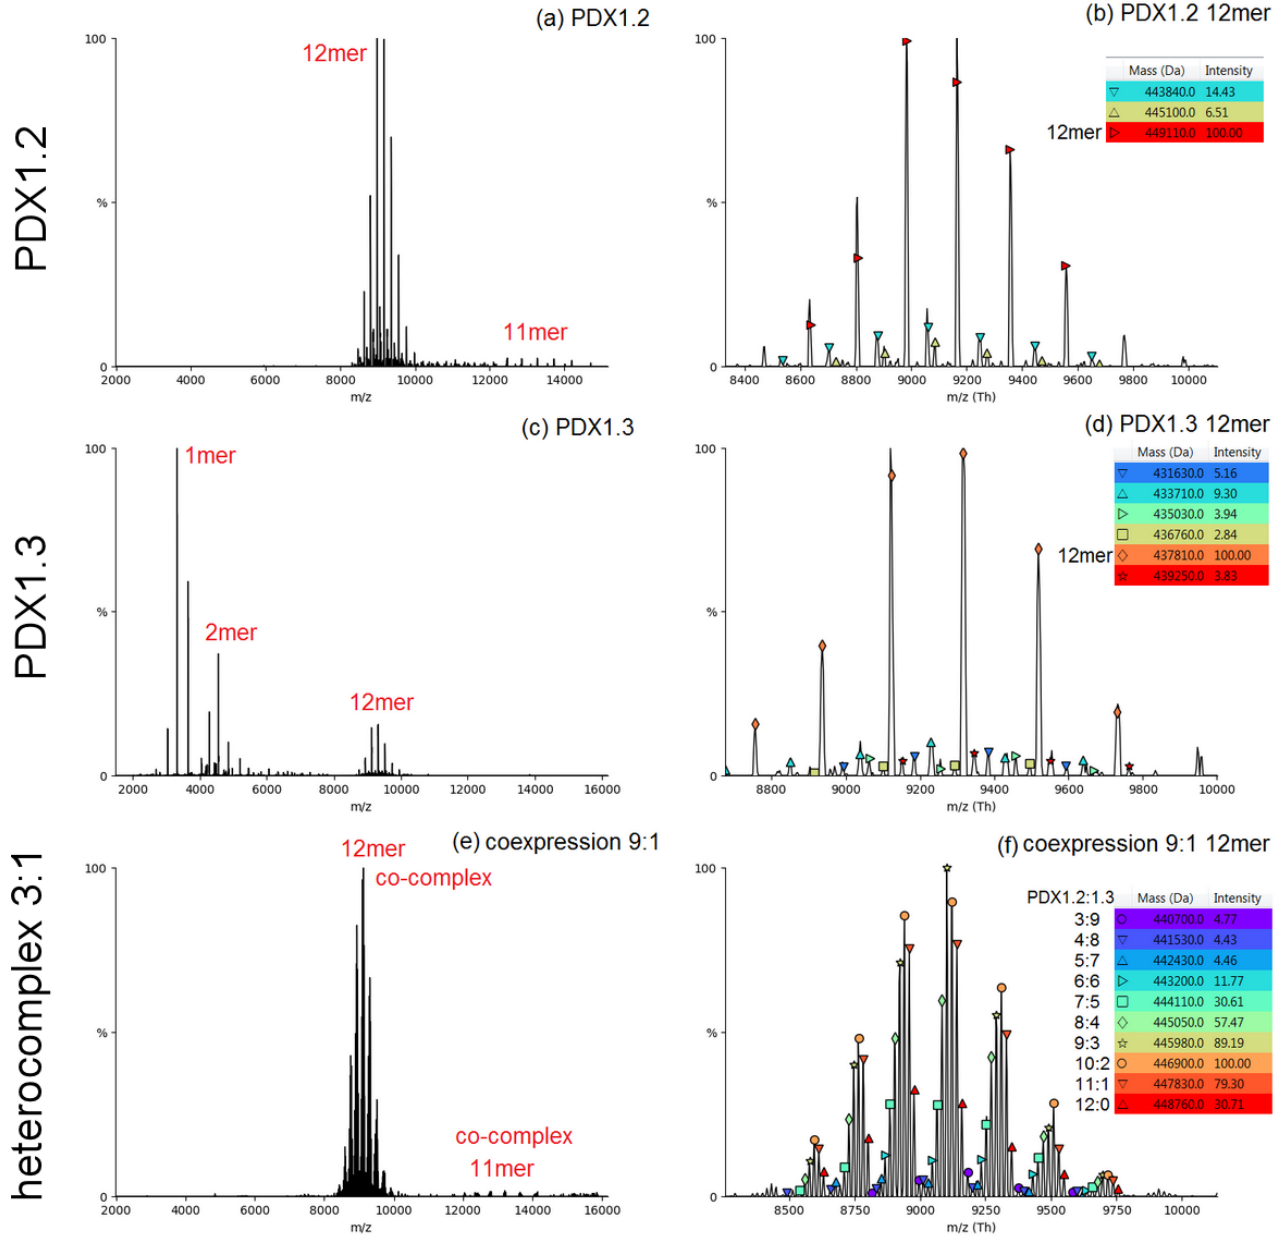 PDX1.2
(a) PDX1.2
100
%
0
12mer
11mer
2000 4000 6000 8000 10000 12000 14000
m/z
(b) PDX1.2 12mer
100
%
0
Mass (Da) Intensity
443840.0 14.43
445100.0 6.51
12mer 449110.0 100.00
8400 8600 8800 9000 9200 9400 9600 9800 10000
m/z (Th)
PDX1.3
(c) PDX1.3
100
%
0
1mer
2mer
12mer
2000 4000 6000 8000 10000 12000 14000 16000
m/z
(d) PDX1.3 12mer
100
%
0
Mass (Da) Intensity
431630.0 5.16
433710.0 9.30
435030.0 3.94
436760.0 2.84
12mer 437810.0 100.00
439250.0 3.83
8800 9000 9200 9400 9600 9800 10000
m/z (Th)
heterocomplex 3:1
(e) coexpression 9:1
100
%
0
12mer
co-complex
co-complex
11mer
2000 4000 6000 8000 10000 12000 14000 16000
m/z
(f) coexpression 9:1 12mer
100
%
0
PDX1.2:1.3 Mass (Da) Intensity
3:9 440700.0 4.77
4:8 441530.0 4.43
5:7 442430.0 4.46
6:6 443200.0 11.77
7:5 444110.0 30.61
8:4 445050.0 57.47
9:3 445980.0 89.19
10:2 446900.0 100.00
11:1 447830.0 79.30
12:0 448760.0 30.71
8500 8750 9000 9250 9500 9750 10000
m/z (Th)